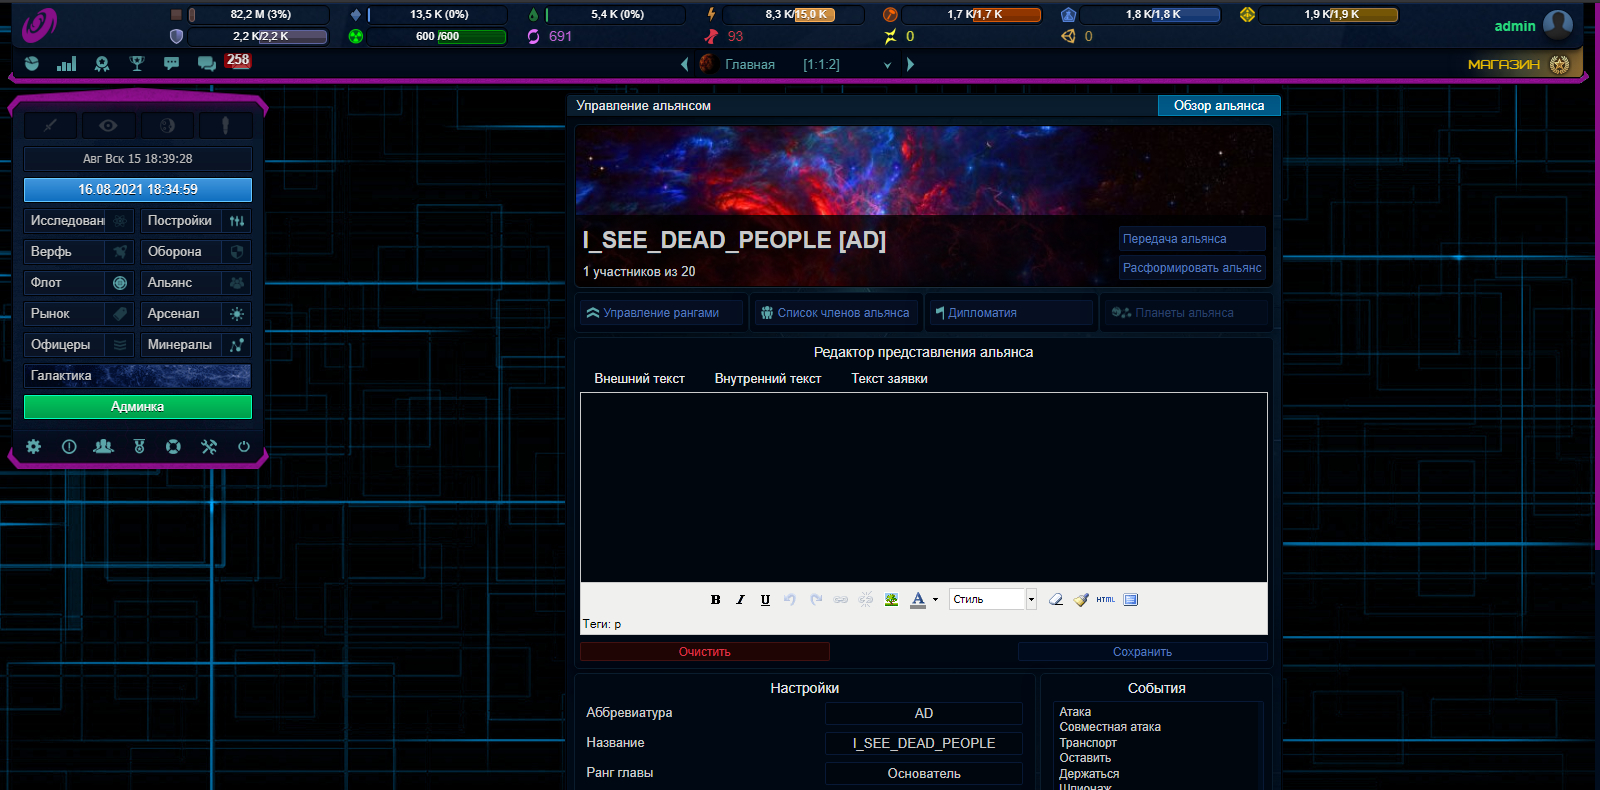 82,2 M (3%)
13,5 K (0%)
5,4 K (0%)
8,3 K/15,0 K
1,7 K/1,7 K
1,8 K/1,8 K
1,9 K/1,9 K
2,2 K/2,2 K
600 /600
691
93
0
0
admin
258
Главная [1:1:2]
МАГАЗИН
Авг Вск 15 18:39:28
16.08.2021 18:34:59
Исследован
Постройки
Верфь
Оборона
Флот
Альянс
Рынок
Арсенал
Офицеры
Минералы
Галактика
Админка
Управление альянсом
Обзор альянса
I_SEE_DEAD_PEOPLE [AD]
1 участников из 20
Передача альянса
Расформировать альянс
Управление рангами
Список членов альянса
Дипломатия
Планеты альянса
Редактор представления альянса
Внешний текст
Внутренний текст
Текст заявки
B I U A Стиль HTML
Теги: p
Очистить
Сохранить
Настройки
Аббревиатура
AD
Название
I_SEE_DEAD_PEOPLE
Ранг главы
Основатель
События
Атака
Совместная атака
Транспорт
Оставить
Держаться
Шпионаж